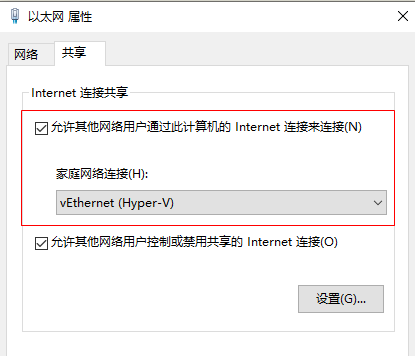 以太网 属性
网络
共享
Internet 连接共享
允许其他网络用户通过此计算机的 Internet 连接来连接(N)
家庭网络连接(H):
vEthernet (Hyper-V)
允许其他网络用户控制或禁用共享的 Internet 连接(O)
设置(G)...